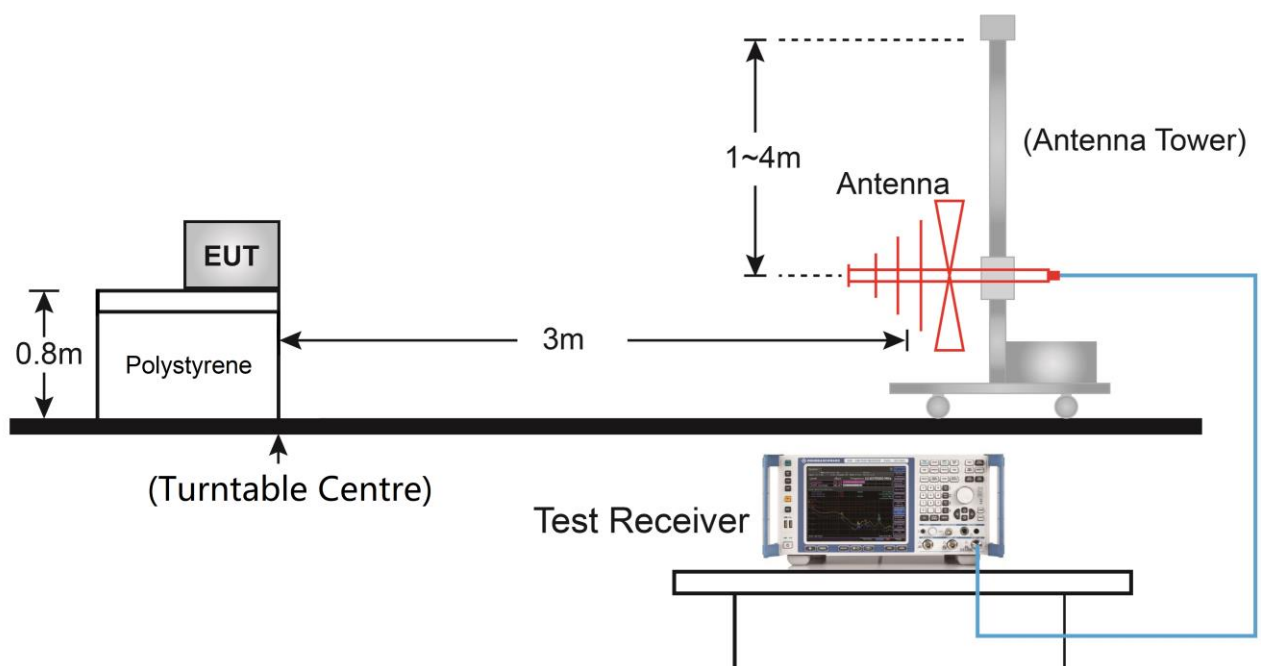 1~4m
(Antenna Tower)
Antenna
EUT
0.8m
Polystyrene
3m
(Turntable Centre)
Test Receiver